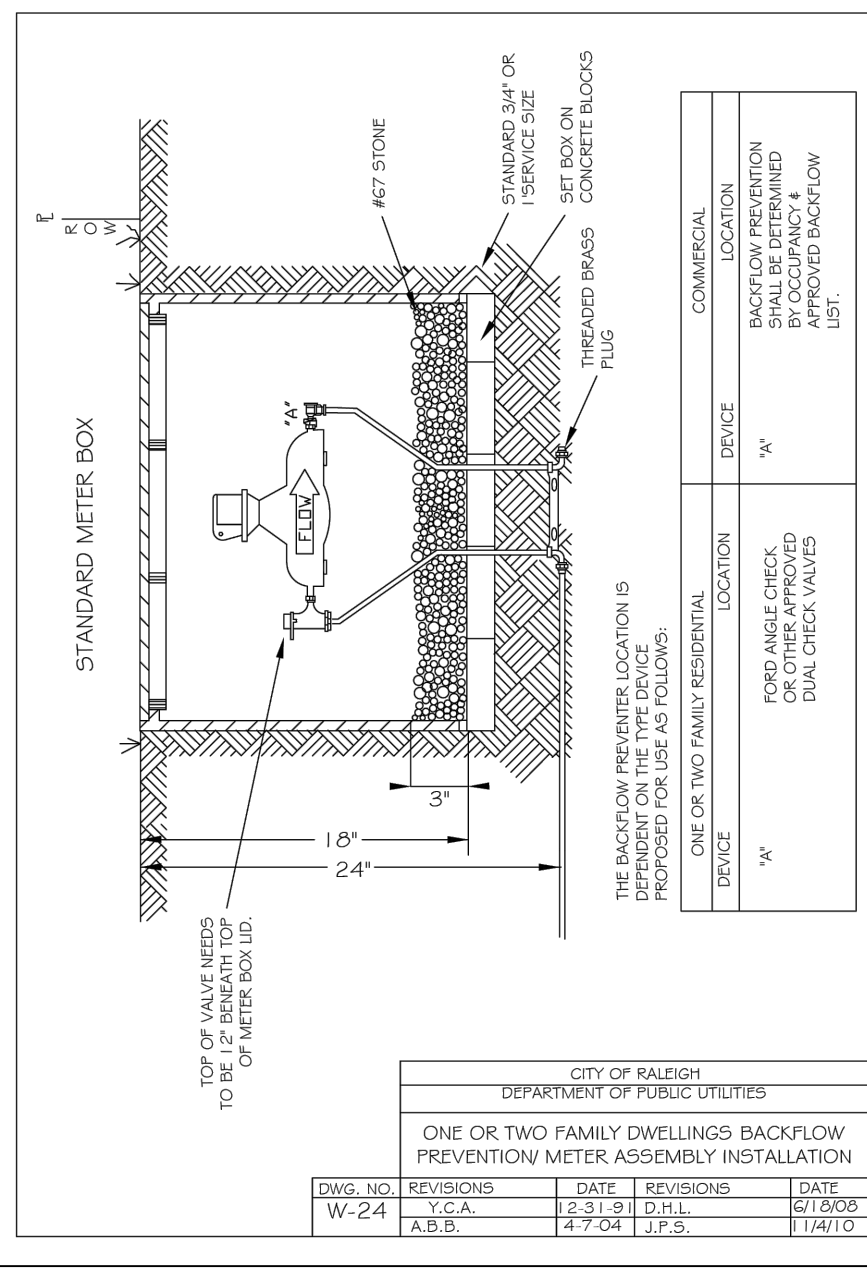 STANDARD METER BOX
PL
R
O
W
#67 STONE
STANDARD 3/4" OR
1"SERVICE SIZE
SET BOX ON
CONCRETE BLOCKS
THREADED BRASS
PLUG
"A"
FLOW
3"
18"
24"
TOP OF VALVE NEEDS
TO BE 12" BENEATH TOP
OF METER BOX LID.
THE BACKFLOW PREVENTER LOCATION IS
DEPENDENT ON THE TYPE DEVICE
PROPOSED FOR USE AS FOLLOWS:
ONE OR TWO FAMILY RESIDENTIAL
COMMERCIAL
DEVICE
LOCATION
DEVICE
LOCATION
"A"
FORD ANGLE CHECK
OR OTHER APPROVED
DUAL CHECK VALVES
"A"
BACKFLOW PREVENTION
SHALL BE DETERMINED
BY OCCUPANCY &
APPROVED BACKFLOW
LIST.
CITY OF RALEIGH
DEPARTMENT OF PUBLIC UTILITIES
ONE OR TWO FAMILY DWELLINGS BACKFLOW
PREVENTION/ METER ASSEMBLY INSTALLATION
DWG. NO. REVISIONS DATE REVISIONS DATE
W-24 Y.C.A. 12-31-91 D.H.L. 6/18/08
A.B.B. 4-7-04 J.P.S. 11/4/10